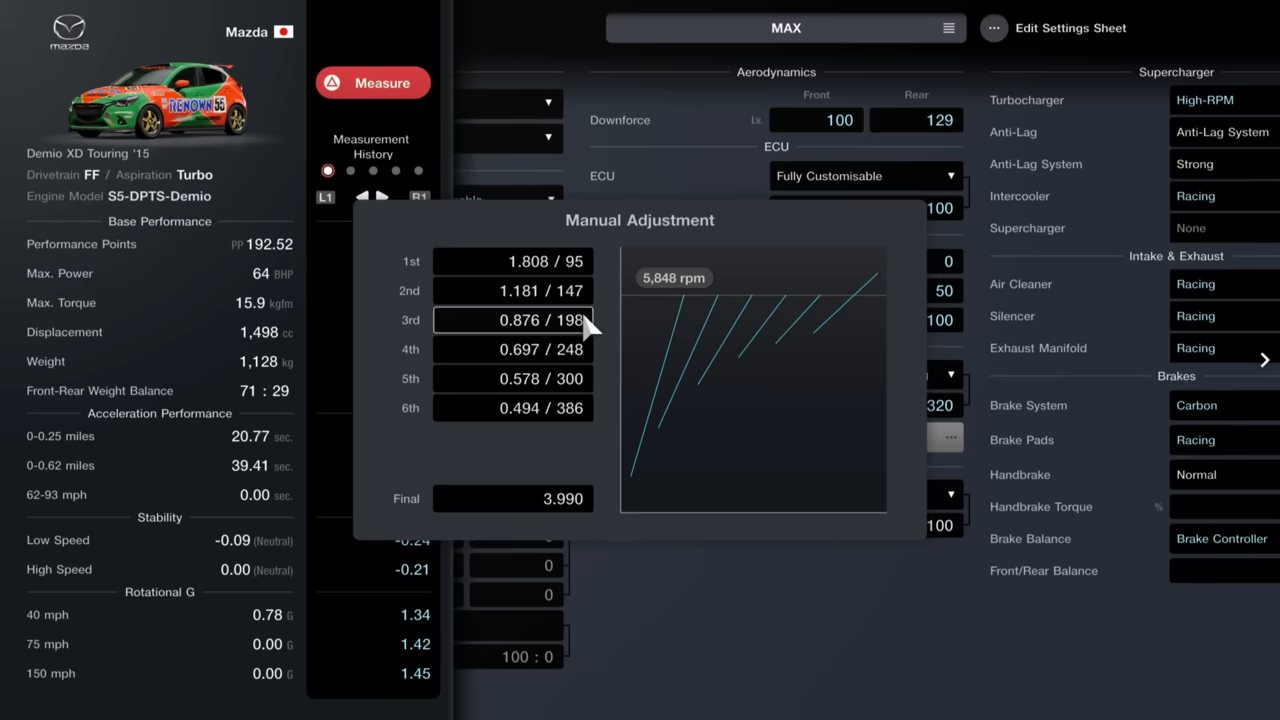 mazda
Mazda
RENOWN 55
Demio XD Touring '15
Drivetrain FF / Aspiration Turbo
Engine Model S5-DPTS-Demio
Base Performance
Performance Points PP 192.52
Max. Power 64 BHP
Max. Torque 15.9 kgfm
Displacement 1,498 cc
Weight 1,128 kg
Front-Rear Weight Balance 71 : 29
Acceleration Performance
0-0.25 miles 20.77 sec.
0-0.62 miles 39.41 sec.
62-93 mph 0.00 sec.
Stability
Low Speed -0.09 (Neutral)
High Speed 0.00 (Neutral)
Rotational G
40 mph 0.78 G
75 mph 0.00 G
150 mph 0.00 G
Measure
Measurement
History
L1 R1
-0.24
-0.21
1.34
1.42
1.45
MAX
Edit Settings Sheet
Aerodynamics
Front Rear
Downforce Lv. 100 129
ECU
ECU Fully Customisable
100
0
50
100
320
100
Manual Adjustment
1st 1.808 / 95
2nd 1.181 / 147
3rd 0.876 / 198
4th 0.697 / 248
5th 0.578 / 300
6th 0.494 / 386
Final 3.990
5,848 rpm
0
0
0
100 : 0
Supercharger
Turbocharger High-RPM
Anti-Lag Anti-Lag System
Anti-Lag System Strong
Intercooler Racing
Supercharger None
Intake & Exhaust
Air Cleaner Racing
Silencer Racing
Exhaust Manifold Racing
Brakes
Brake System Carbon
Brake Pads Racing
Handbrake Normal
Handbrake Torque %
Brake Balance Brake Controller
Front/Rear Balance